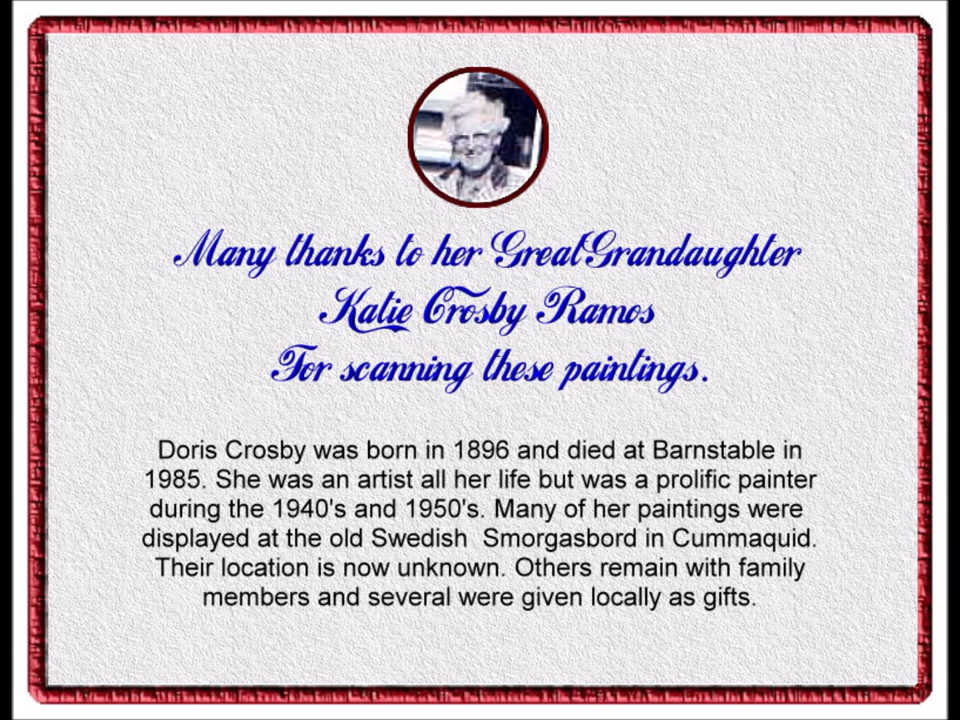 Many thanks to her GreatGrandaughter
Katie Crosby Ramos
For scanning these paintings.
Doris Crosby was born in 1896 and died at Barnstable in
1985. She was an artist all her life but was a prolific painter
during the 1940's and 1950's. Many of her paintings were
displayed at the old Swedish  Smorgasbord in Cummaquid.
Their location is now unknown. Others remain with family
members and several were given locally as gifts.